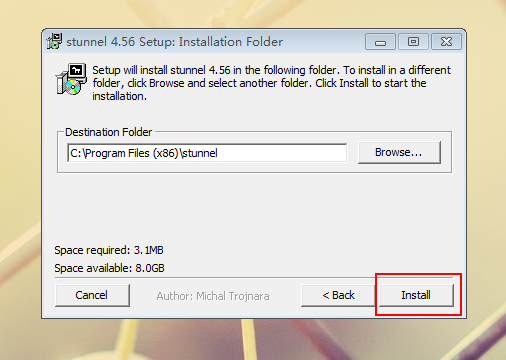 stunnel 4.56 Setup: Installation Folder
Setup will install stunnel 4.56 in the following folder. To install in a different
folder, click Browse and select another folder. Click Install to start the
installation.
Destination Folder
C:\Program Files (x86)\stunnel
Browse...
Space required: 3.1MB
Space available: 8.0GB
Cancel
Author: Michal Trojnara
< Back
Install